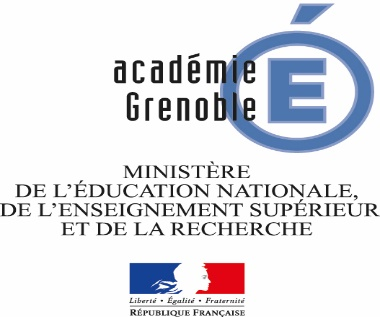 académie
Grenoble
É
MINISTÈRE
DE L'ÉDUCATION NATIONALE,
DE L'ENSEIGNEMENT SUPÉRIEUR
ET DE LA RECHERCHE
Liberté • Égalité • Fraternité
RÉPUBLIQUE FRANÇAISE